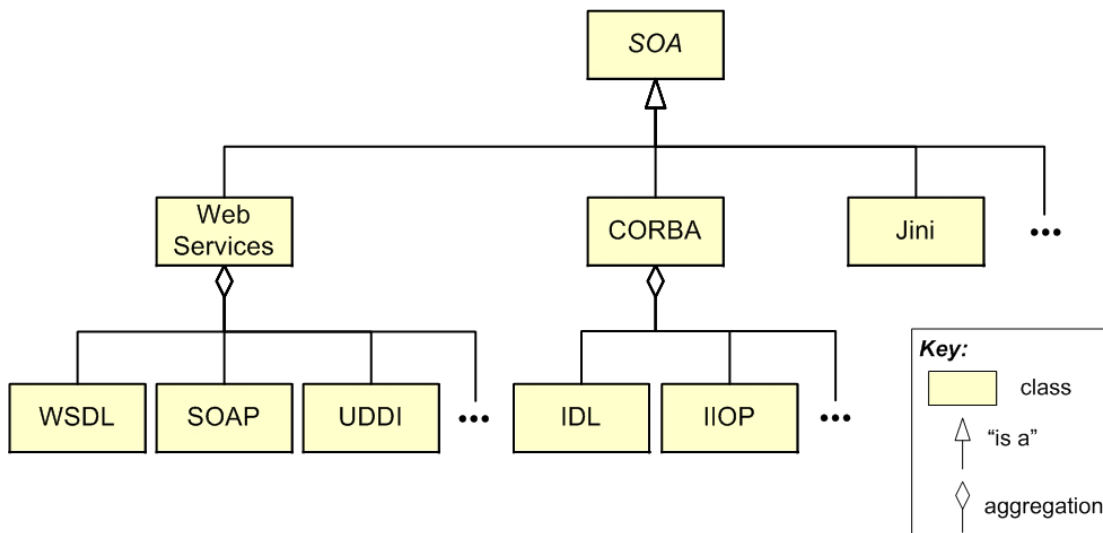 SOA
Web
Services
CORBA
Jini
•••
WSDL
SOAP
UDDI
•••
IDL
IIOP
•••
Key:
class
“is a”
aggregation